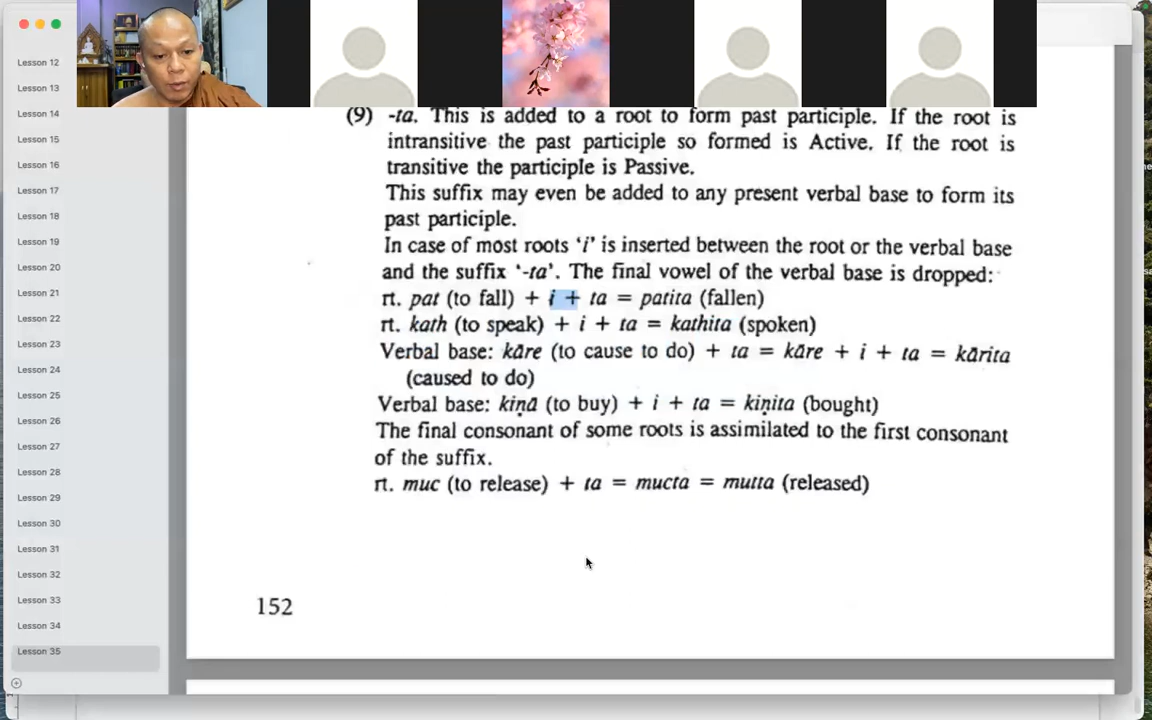 Lesson 12
Lesson 13
Lesson 14
Lesson 15
Lesson 16
Lesson 17
Lesson 18
Lesson 19
Lesson 20
Lesson 21
Lesson 22
Lesson 23
Lesson 24
Lesson 25
Lesson 26
Lesson 27
Lesson 28
Lesson 29
Lesson 30
Lesson 31
Lesson 32
Lesson 33
Lesson 34
Lesson 35
(9) -ta. This is added to a root to form past participle. If the root is
intransitive the past participle so formed is Active. If the root is
transitive the participle is Passive.
This suffix may even be added to any present verbal base to form its
past participle.
In case of most roots ‘i’ is inserted between the root or the verbal base
and the suffix ‘-ta’. The final vowel of the verbal base is dropped:
rt. pat (to fall) + i + ta = patita (fallen)
rt. kath (to speak) + i + ta = kathita (spoken)
Verbal base: kāre (to cause to do) + ta = kāre + i + ta = kārita
(caused to do)
Verbal base: kiṇā (to buy) + i + ta = kiṇita (bought)
The final consonant of some roots is assimilated to the first consonant
of the suffix.
rt. muc (to release) + ta = mucta = mutta (released)
152